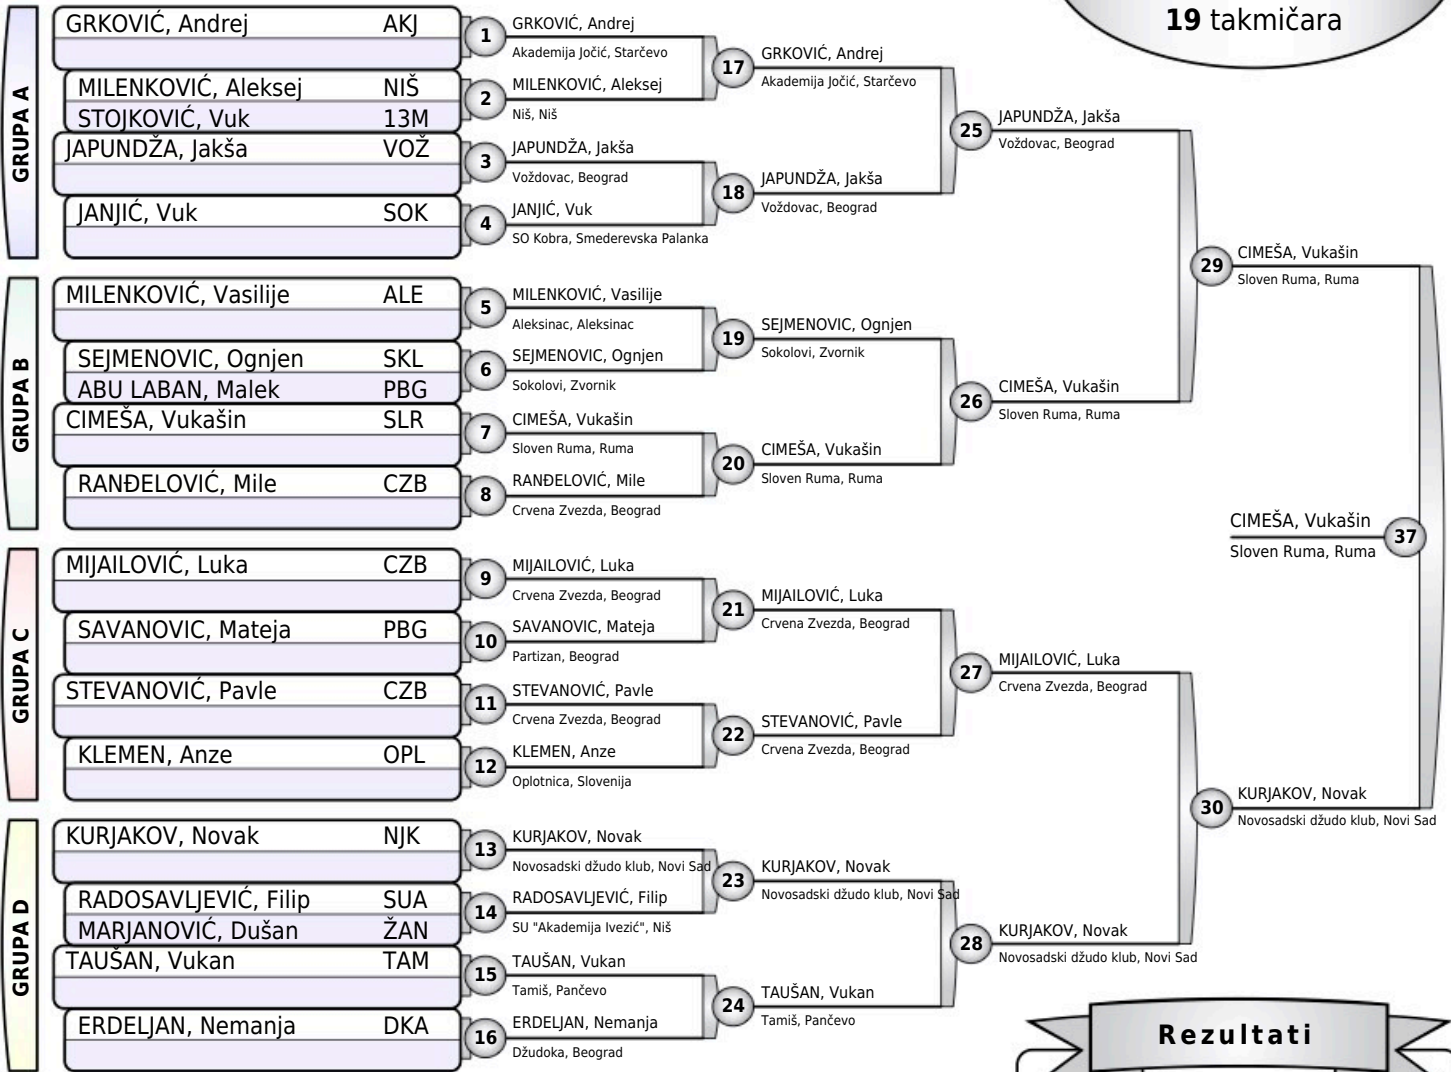 19 takmičara
GRUPA A
GRKOVIĆ, Andrej AKJ
MILENKOVIĆ, Aleksej NIŠ
STOJKOVIĆ, Vuk 13M
JAPUNDŽA, Jakša VOŽ
JANJIĆ, Vuk SOK
GRUPA B
MILENKOVIĆ, Vasilije ALE
SEJMENOVIC, Ognjen SKL
ABU LABAN, Malek PBG
CIMEŠA, Vukašin SLR
RANĐELOVIĆ, Mile CZB
GRUPA C
MIJAILOVIĆ, Luka CZB
SAVANOVIC, Mateja PBG
STEVANOVIĆ, Pavle CZB
KLEMEN, Anze OPL
GRUPA D
KURJAKOV, Novak NJK
RADOSAVLJEVIĆ, Filip SUA
MARJANOVIĆ, Dušan ŽAN
TAUŠAN, Vukan TAM
ERDELJAN, Nemanja DKA
1 GRKOVIĆ, Andrej
Akademija Jočić, Starčevo
2 MILENKOVIĆ, Aleksej
Niš, Niš
3 JAPUNDŽA, Jakša
Voždovac, Beograd
4 JANJIĆ, Vuk
SO Kobra, Smederevska Palanka
5 MILENKOVIĆ, Vasilije
Aleksinac, Aleksinac
6 SEJMENOVIC, Ognjen
Sokolovi, Zvornik
7 CIMEŠA, Vukašin
Sloven Ruma, Ruma
8 RANĐELOVIĆ, Mile
Crvena Zvezda, Beograd
9 MIJAILOVIĆ, Luka
Crvena Zvezda, Beograd
10 SAVANOVIC, Mateja
Partizan, Beograd
11 STEVANOVIĆ, Pavle
Crvena Zvezda, Beograd
12 KLEMEN, Anze
Oplotnica, Slovenija
13 KURJAKOV, Novak
Novosadski džudo klub, Novi Sad
14 RADOSAVLJEVIĆ, Filip
SU "Akademija Ivezić", Niš
15 TAUŠAN, Vukan
Tamiš, Pančevo
16 ERDELJAN, Nemanja
Džudoka, Beograd
17 GRKOVIĆ, Andrej
Akademija Jočić, Starčevo
18 JAPUNDŽA, Jakša
Voždovac, Beograd
19 SEJMENOVIC, Ognjen
Sokolovi, Zvornik
20 CIMEŠA, Vukašin
Sloven Ruma, Ruma
21 MIJAILOVIĆ, Luka
Crvena Zvezda, Beograd
22 STEVANOVIĆ, Pavle
Crvena Zvezda, Beograd
23 KURJAKOV, Novak
Novosadski džudo klub, Novi Sad
24 TAUŠAN, Vukan
Tamiš, Pančevo
25 JAPUNDŽA, Jakša
Voždovac, Beograd
26 CIMEŠA, Vukašin
Sloven Ruma, Ruma
27 MIJAILOVIĆ, Luka
Crvena Zvezda, Beograd
28 KURJAKOV, Novak
Novosadski džudo klub, Novi Sad
29 CIMEŠA, Vukašin
Sloven Ruma, Ruma
30 KURJAKOV, Novak
Novosadski džudo klub, Novi Sad
CIMEŠA, Vukašin 37
Sloven Ruma, Ruma
Rezultati